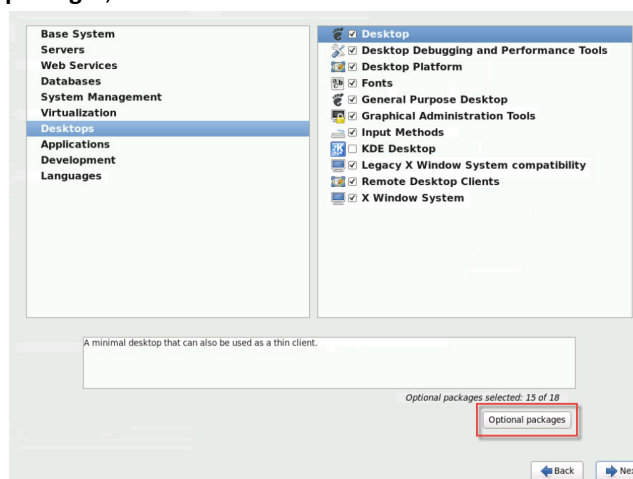 Base System
Servers
Web Services
Databases
System Management
Virtualization
Desktops
Applications
Development
Languages
Desktop
Desktop Debugging and Performance Tools
Desktop Platform
Fonts
General Purpose Desktop
Graphical Administration Tools
Input Methods
KDE Desktop
Legacy X Window System compatibility
Remote Desktop Clients
X Window System
A minimal desktop that can also be used as a thin client.
Optional packages selected: 15 of 18
Optional packages
Back
Ne